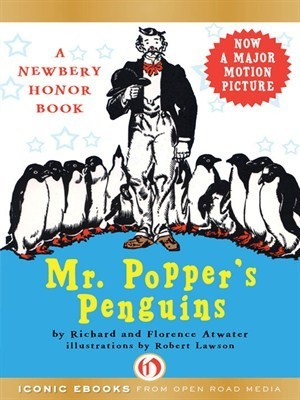 A
NEWBERY
HONOR
BOOK
NOW
A MAJOR
MOTION
PICTURE
Mr. Popper's
Penguins
by Richard and Florence Atwater
illustrations by Robert Lawson
ICONIC EBOOKS FROM OPEN ROAD MEDIA